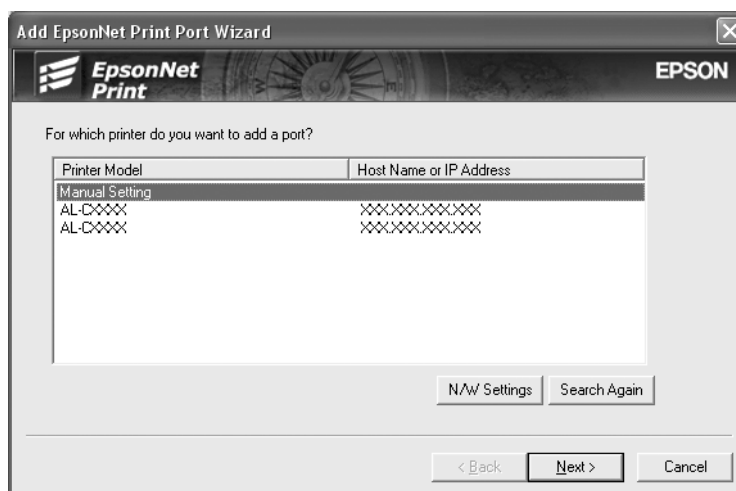 Add EpsonNet Print Port Wizard
EpsonNet
Print
EPSON
For which printer do you want to add a port?
Printer Model Host Name or IP Address
Manual Setting
AL-CXXXX XXX.XXX.XXX.XXX
AL-CXXXX XXX.XXX.XXX.XXX
N/W Settings Search Again
< Back Next > Cancel